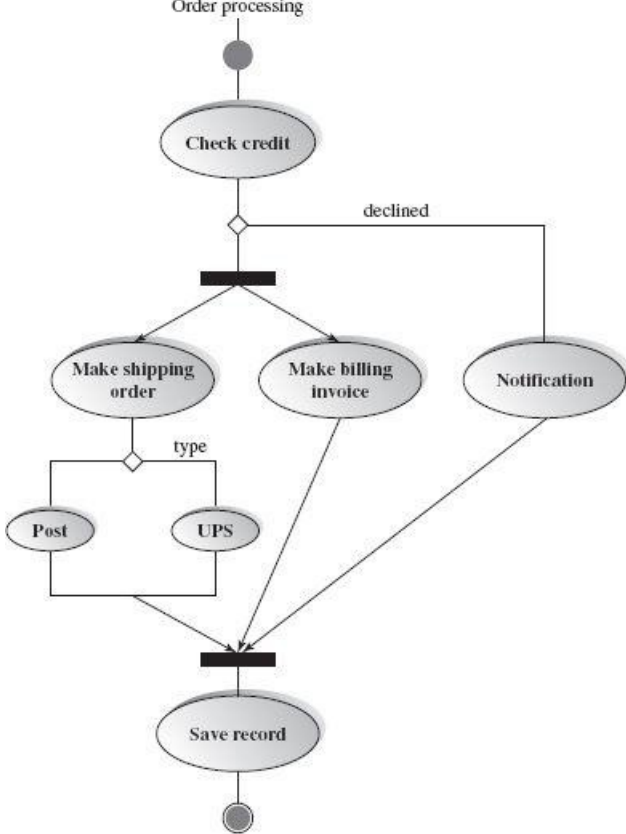 Order processing
Check credit
declined
Make shipping
order
Make billing
invoice
Notification
type
Post
UPS
Save record